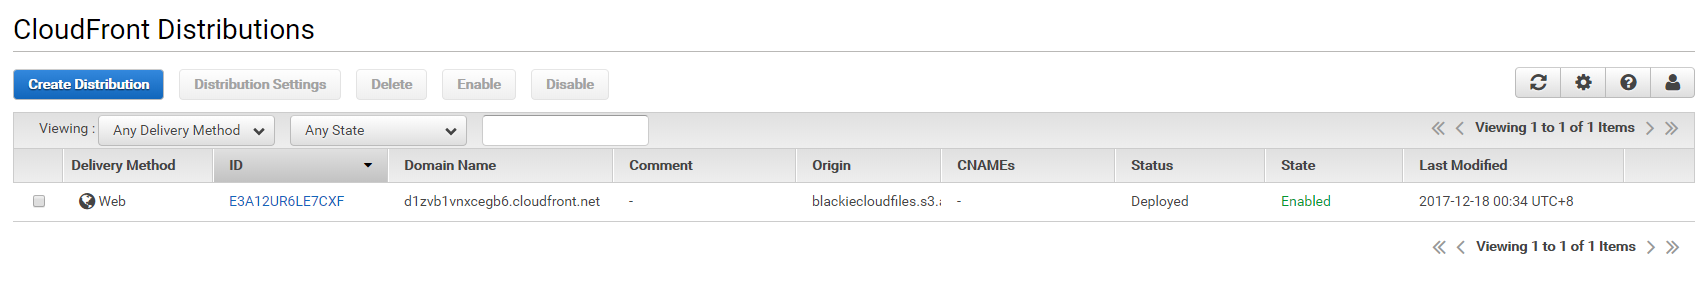 CloudFront Distributions
Create Distribution Distribution Settings Delete Enable Disable
Viewing : Any Delivery Method Any State Viewing 1 to 1 of 1 Items
Delivery Method ID Domain Name Comment Origin CNAMEs Status State Last Modified
Web E3A12UR6LE7CXF d1zvb1vnxcegb6.cloudfront.net - blackiecloudfiles.s3.a - Deployed Enabled 2017-12-18 00:34 UTC+8
Viewing 1 to 1 of 1 Items